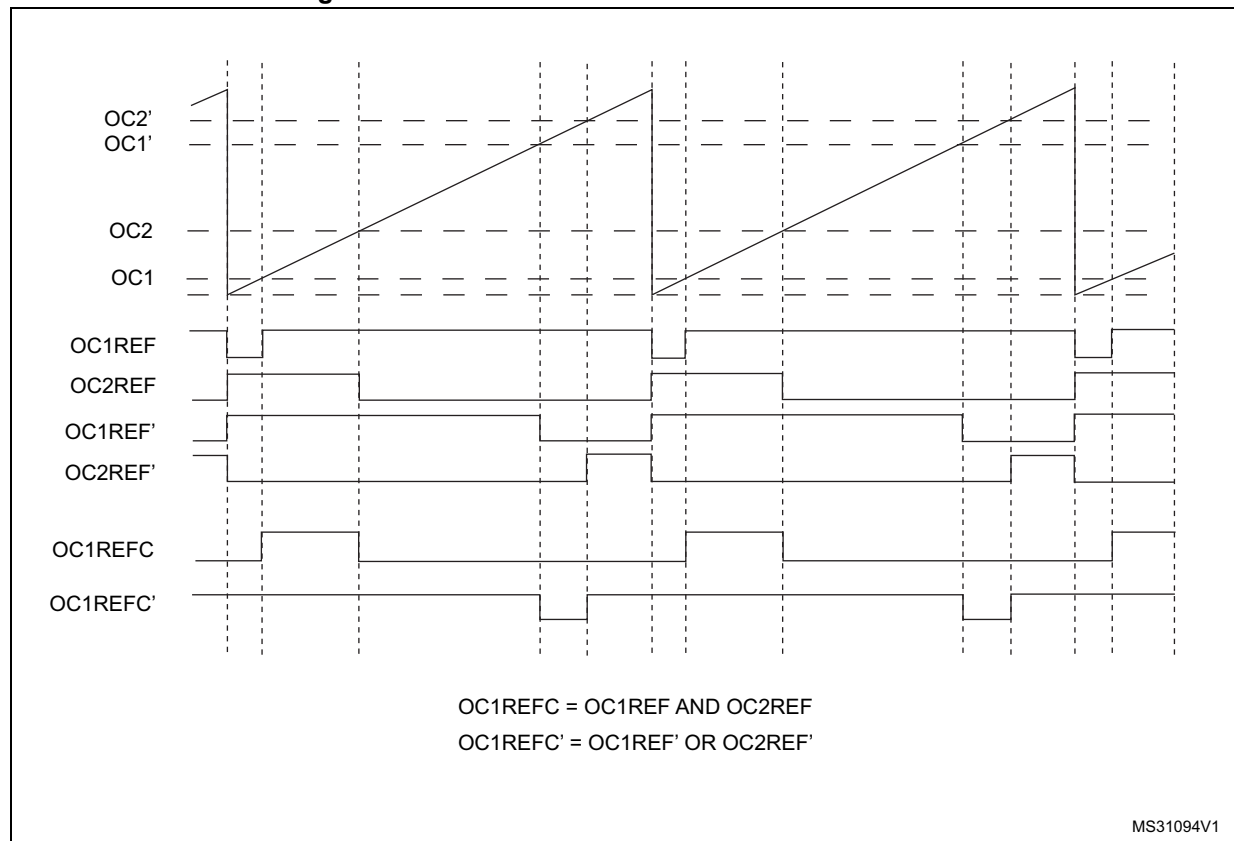 OC2’
OC1’
OC2
OC1
OC1REF
OC2REF
OC1REF’
OC2REF’
OC1REFC
OC1REFC’
OC1REFC = OC1REF AND OC2REF
OC1REFC’ = OC1REF’ OR OC2REF’
MS31094V1